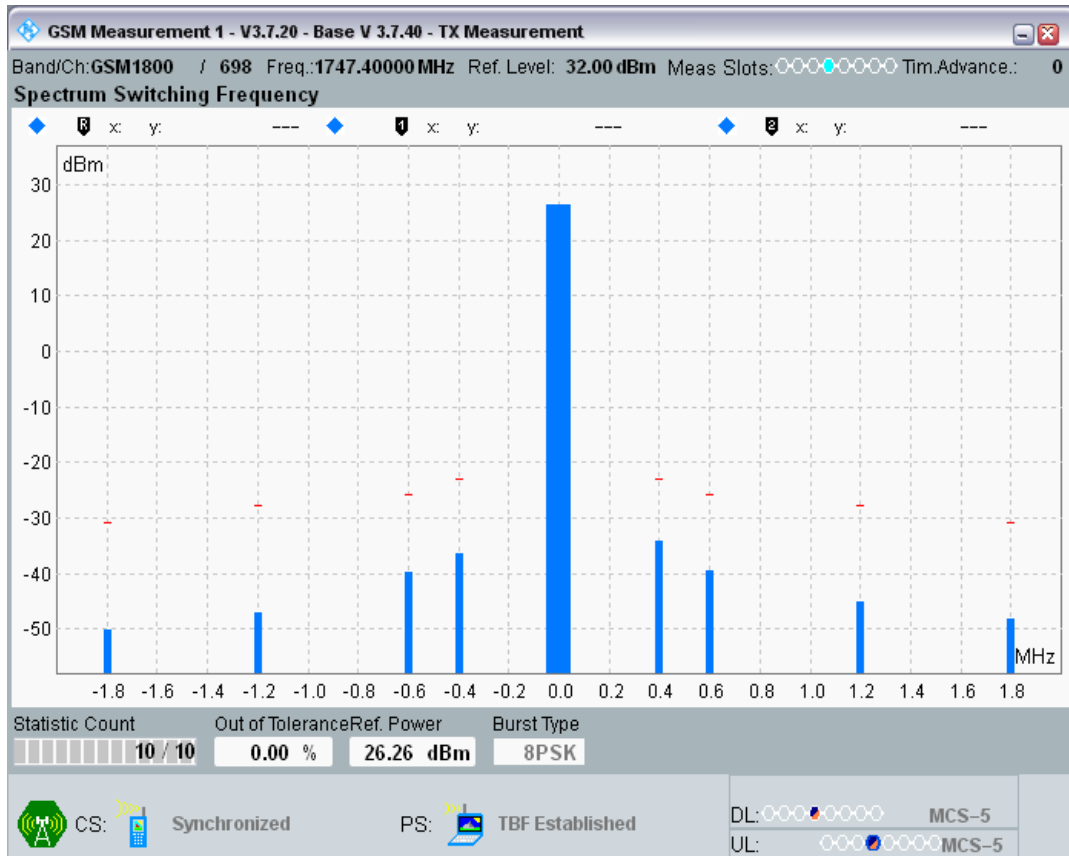 GSM Measurement 1 - V3.7.20 - Base V 3.7.40 - TX Measurement
Band/Ch:GSM1800 / 698 Freq.:1747.40000 MHz Ref. Level: 32.00 dBm Meas Slots: Tim.Advance.: 0
Spectrum Switching Frequency
R x: y: --- 1 x: y: --- 2 x: y: ---
dBm
30
20
10
0
-10
-20
-30
-40
-50
MHz
-1.8 -1.6 -1.4 -1.2 -1.0 -0.8 -0.6 -0.4 -0.2 0.0 0.2 0.4 0.6 0.8 1.0 1.2 1.4 1.6 1.8
Statistic Count Out of Tolerance Ref. Power Burst Type
10 / 10 0.00 % 26.26 dBm 8PSK
CS: Synchronized PS: TBF Established
DL: MCS-5
UL: MCS-5